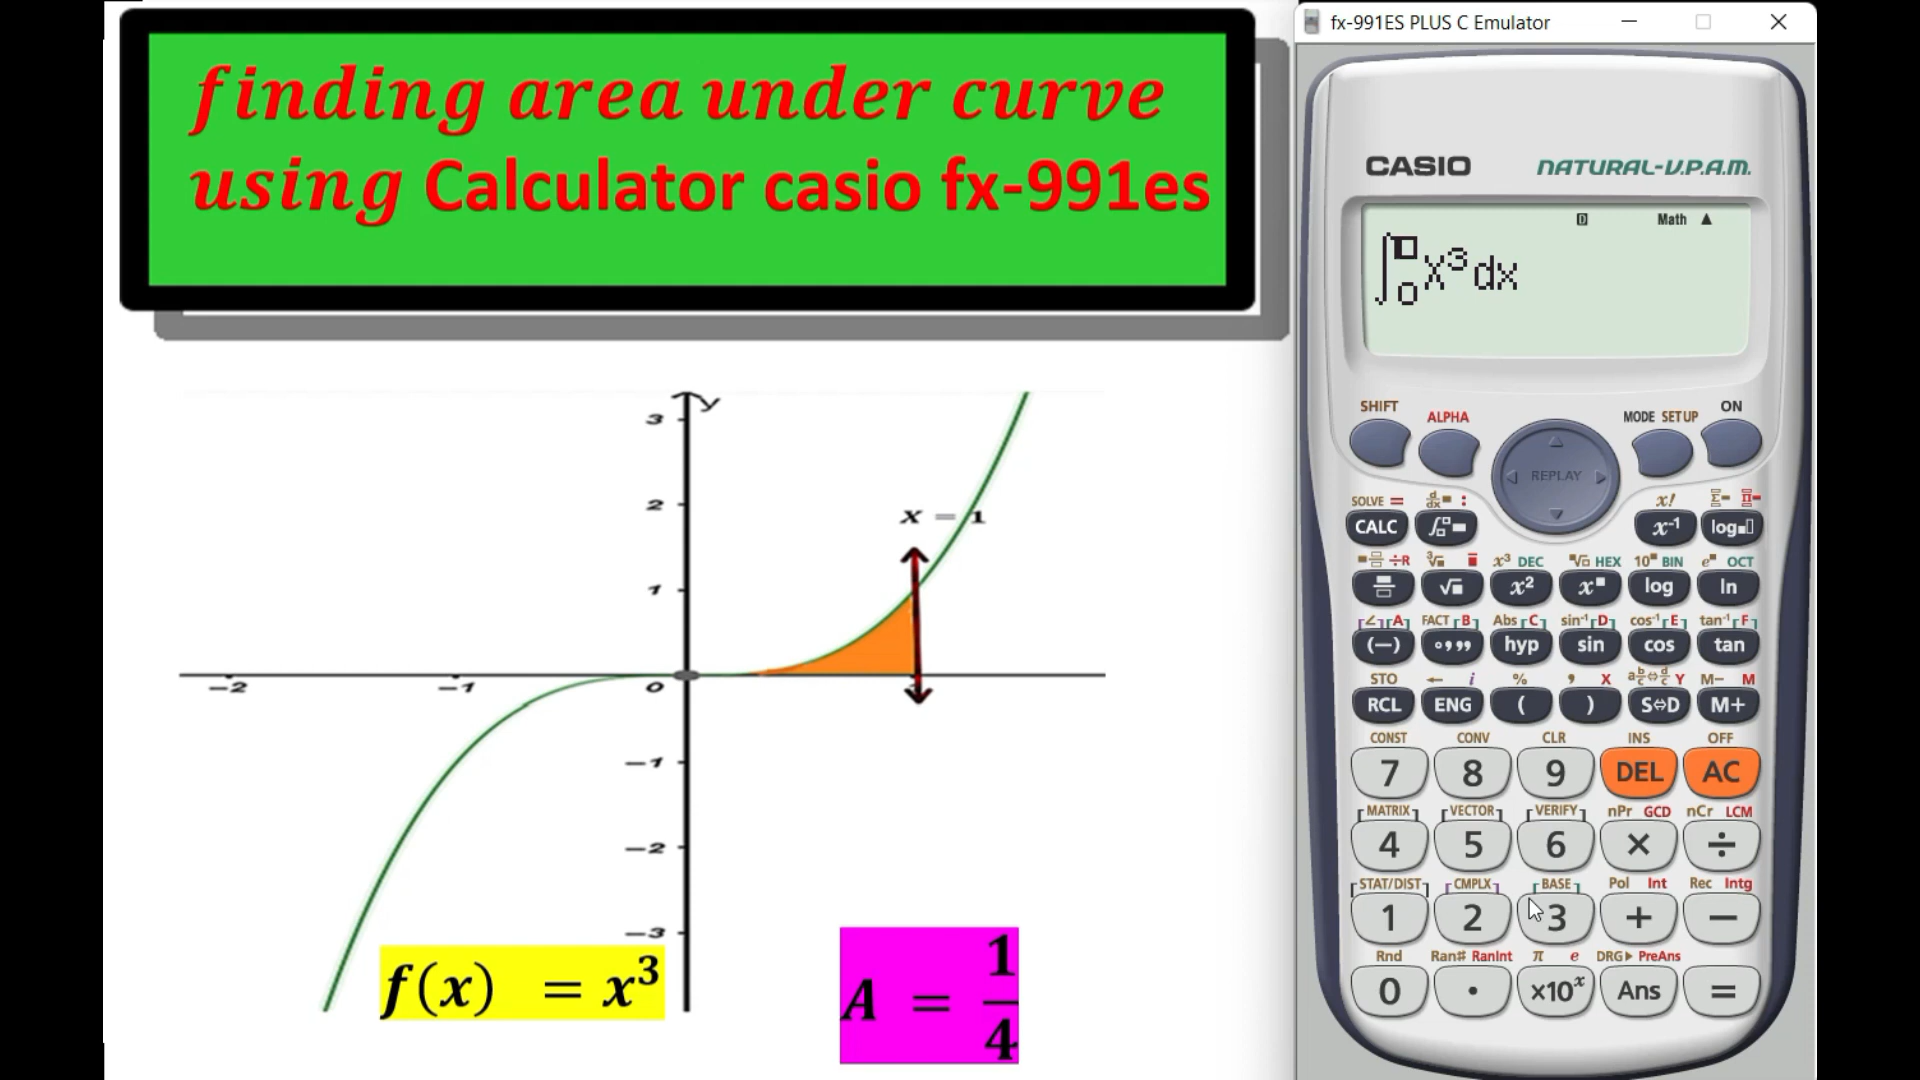 finding area under curve
using Calculator casio fx-991es
fx-991ES PLUS C Emulator
CASIO NATURAL-V.P.A.M.
D Math ▲
∫₀^□ X³dx
y
3
2
1
x = 1
−2 −1 0
−1
−2
−3
f(x) = x³
A = 1/4
SHIFT ALPHA MODE SETUP ON
REPLAY
SOLVE = d/dx :
x! Σ Π
CALC ∫ x⁻¹ log
÷R ³√ x³ DEC √ HEX 10 BIN e OCT
√ x² x log ln
∠ A FACT B Abs C sin⁻¹ D cos⁻¹ E tan⁻¹ F
(−) °,,, hyp sin cos tan
STO ← i % , X a b/c⇔d/c Y M− M
RCL ENG ( ) S⇔D M+
CONST CONV CLR INS OFF
7 8 9 DEL AC
MATRIX VECTOR VERIFY nPr GCD nCr LCM
4 5 6 × ÷
STAT/DIST CMPLX BASE Pol Int Rec Intg
1 2 3 + −
Rnd Ran# RanInt π e DRG▶ PreAns
0 . ×10ˣ Ans =